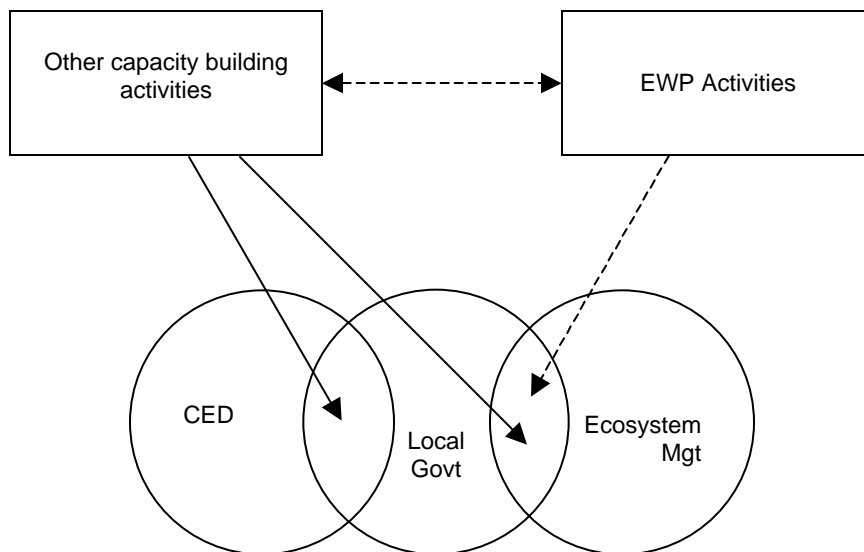 Other capacity building
activities
EWP Activities
CED
Local
Govt
Ecosystem
Mgt